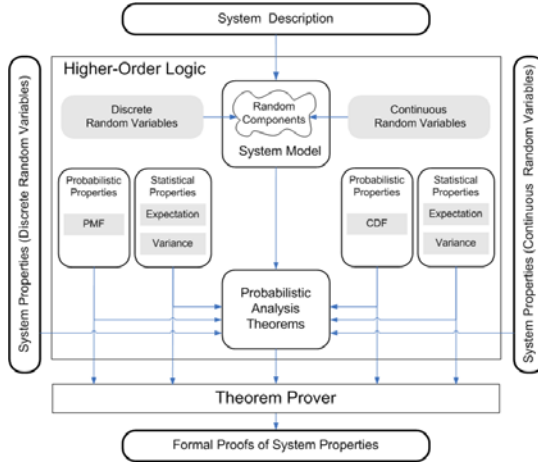 System Description
Higher-Order Logic
Discrete
Random Variables
Random
Components
Continuous
Random Variables
System Model
Probabilistic
Properties
PMF
Statistical
Properties
Expectation
Variance
Probabilistic
Properties
CDF
Statistical
Properties
Expectation
Variance
Probabilistic
Analysis
Theorems
System Properties (Discrete Random Variables)
System Properties (Continuous Random Variables)
Theorem Prover
Formal Proofs of System Properties